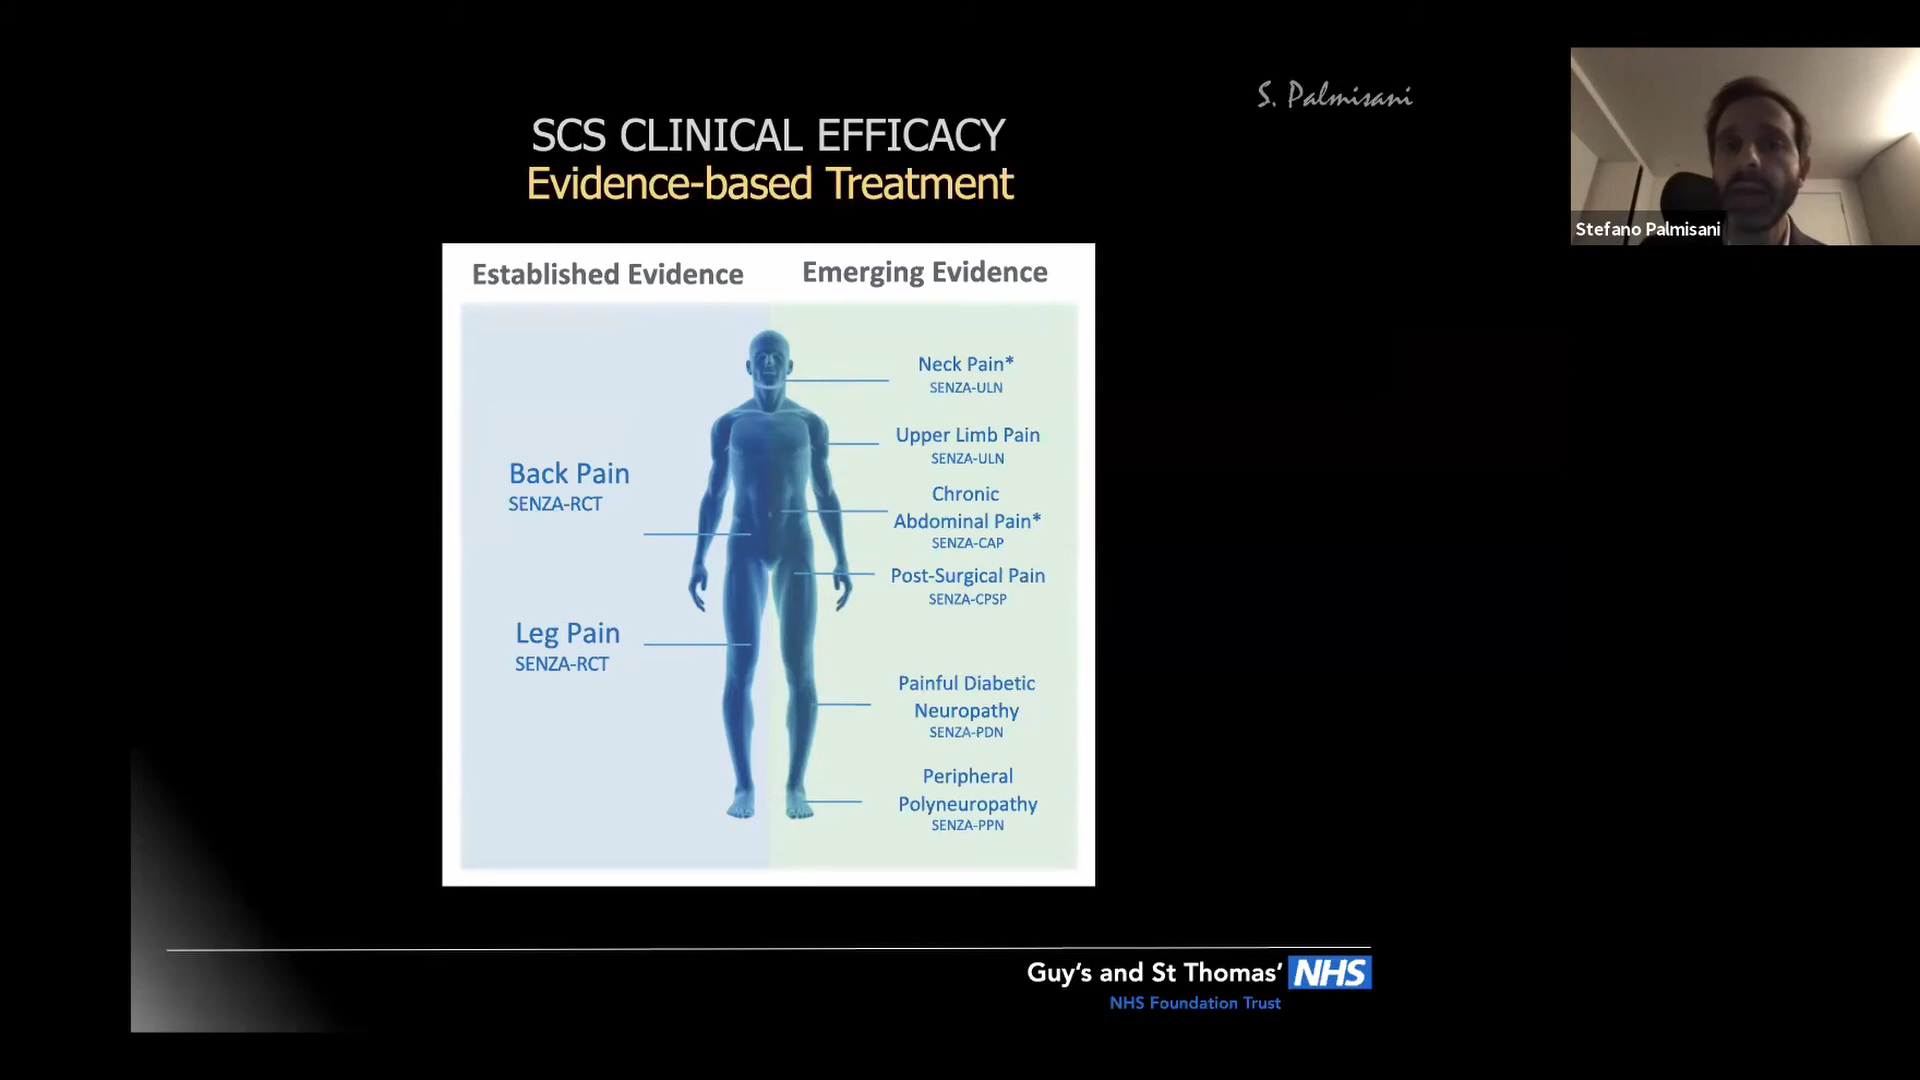 S. Palmisani
SCS CLINICAL EFFICACY
Evidence-based Treatment
Stefano Palmisani
Established Evidence
Emerging Evidence
Back Pain
SENZA-RCT
Leg Pain
SENZA-RCT
Neck Pain*
SENZA-ULN
Upper Limb Pain
SENZA-ULN
Chronic
Abdominal Pain*
SENZA-CAP
Post-Surgical Pain
SENZA-CPSP
Painful Diabetic
Neuropathy
SENZA-PDN
Peripheral
Polyneuropathy
SENZA-PPN
Guy's and St Thomas' NHS
NHS Foundation Trust